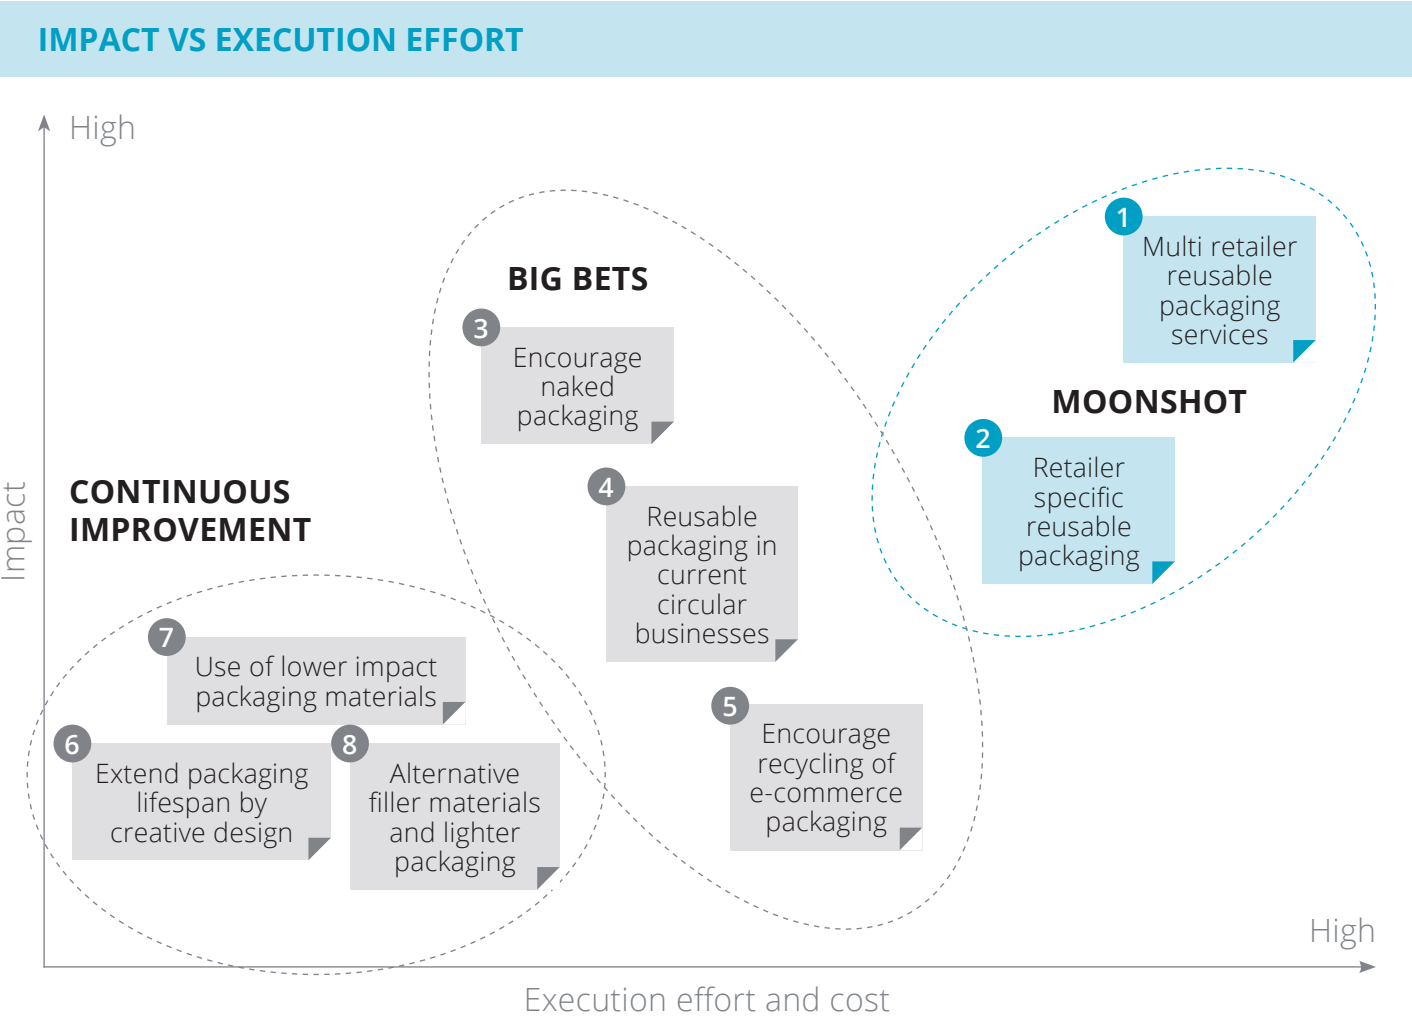 IMPACT VS EXECUTION EFFORT
High
Impact
BIG BETS
3
Encourage
naked
packaging
4
Reusable
packaging in
current
circular
businesses
5
Encourage
recycling of
e-commerce
packaging
1
Multi retailer
reusable
packaging
services
MOONSHOT
2
Retailer
specific
reusable
packaging
CONTINUOUS
IMPROVEMENT
7
Use of lower impact
packaging materials
6
Extend packaging
lifespan by
creative design
8
Alternative
filler materials
and lighter
packaging
High
Execution effort and cost